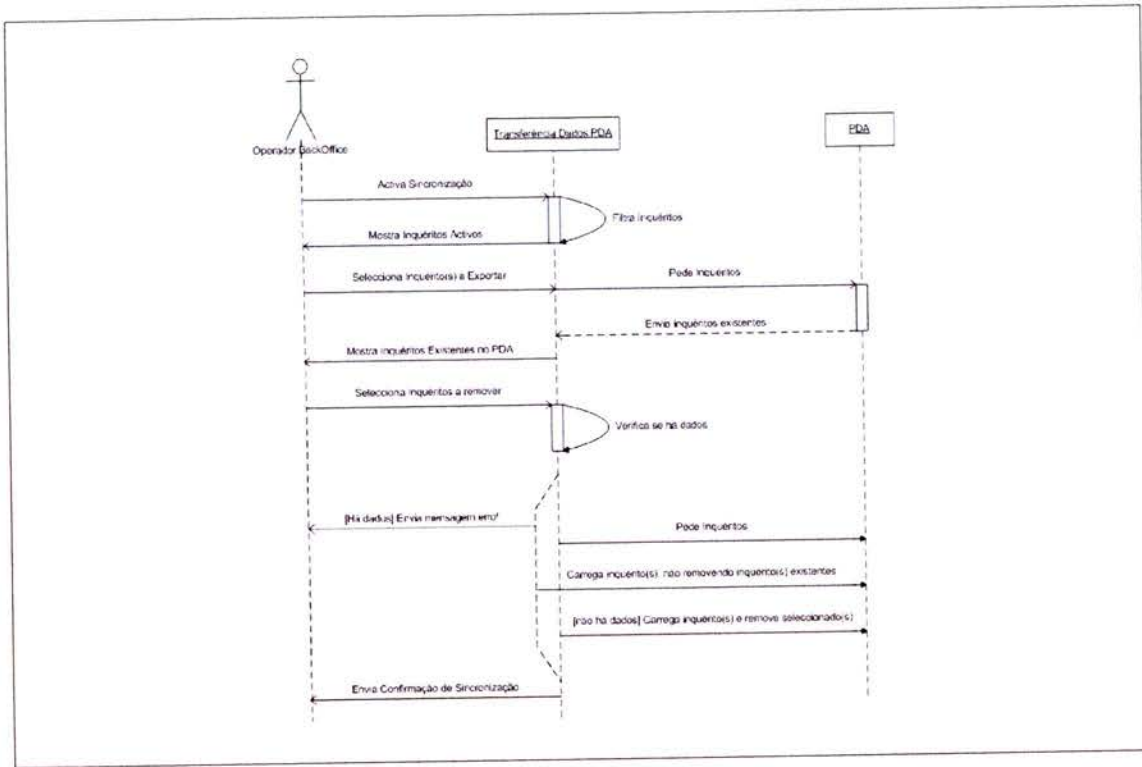 Operador BackOffice
Transferência Dados PDA
PDA
Activa Sincronização
Filtra Inquéritos
Mostra Inquéritos Activos
Selecciona Inquérito(s) a Exportar
Pede Inquéritos
Envia inquéritos existentes
Mostra Inquéritos Existentes no PDA
Selecciona Inquéritos a remover
Verifica se há dados
[Há dados] Envia mensagem erro!
Pede Inquéritos
Carrega inquérito(s), não removendo inquérito(s) existentes
[não há dados] Carrega inquérito(s) e remove seleccionado(s)
Envia Confirmação de Sincronização